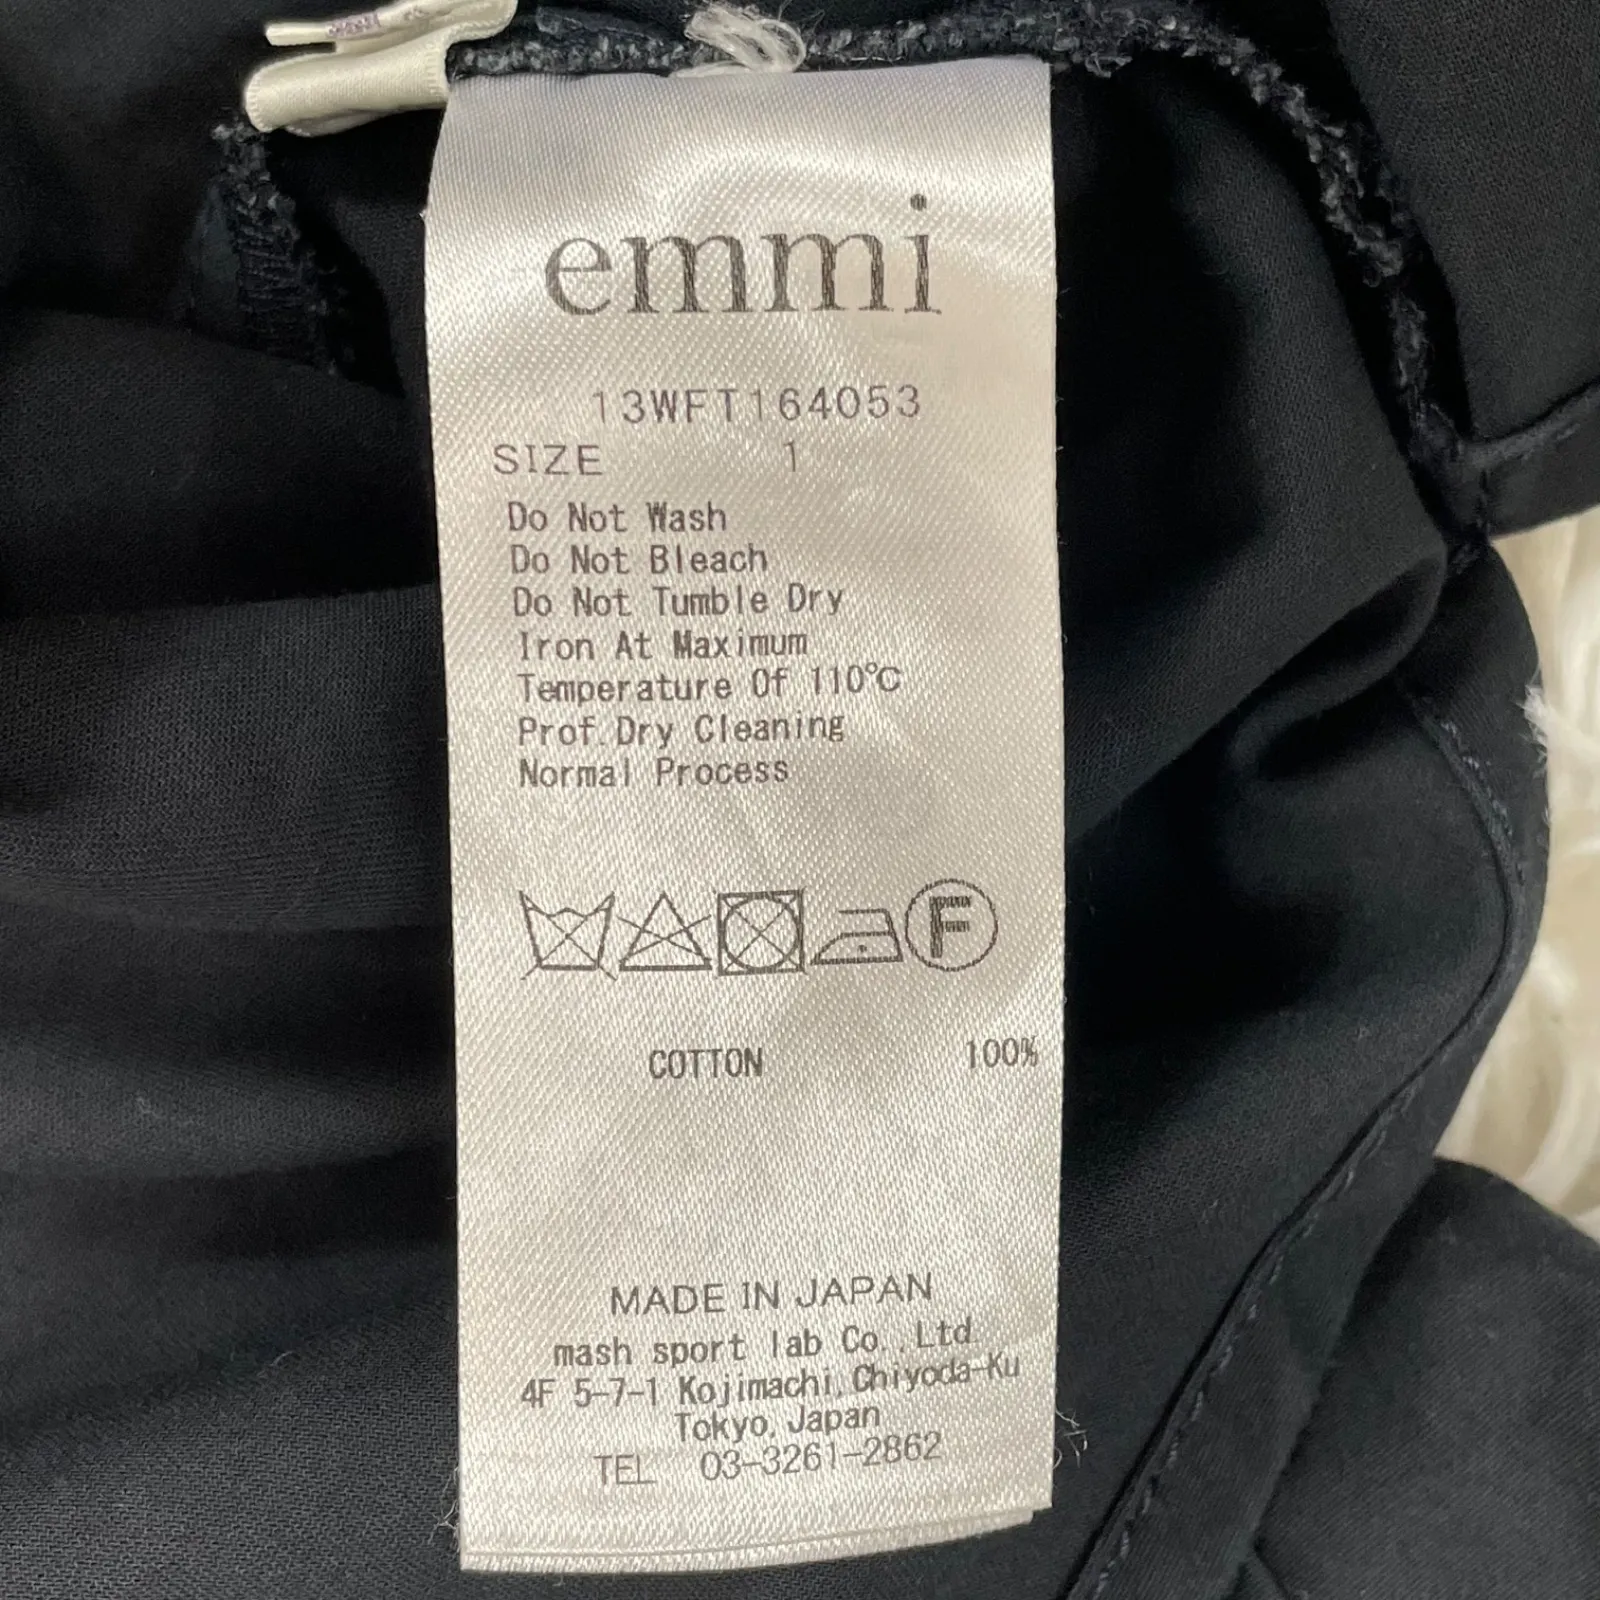 emmi
13WFT164053
SIZE 1
Do Not Wash
Do Not Bleach
Do Not Tumble Dry
Iron At Maximum
Temperature Of 110℃
Prof.Dry Cleaning
Normal Process
F
COTTON 100%
MADE IN JAPAN
mash sport lab Co.,Ltd.
4F 5-7-1 Kojimachi,Chiyoda-Ku
Tokyo,Japan
TEL 03-3261-2862